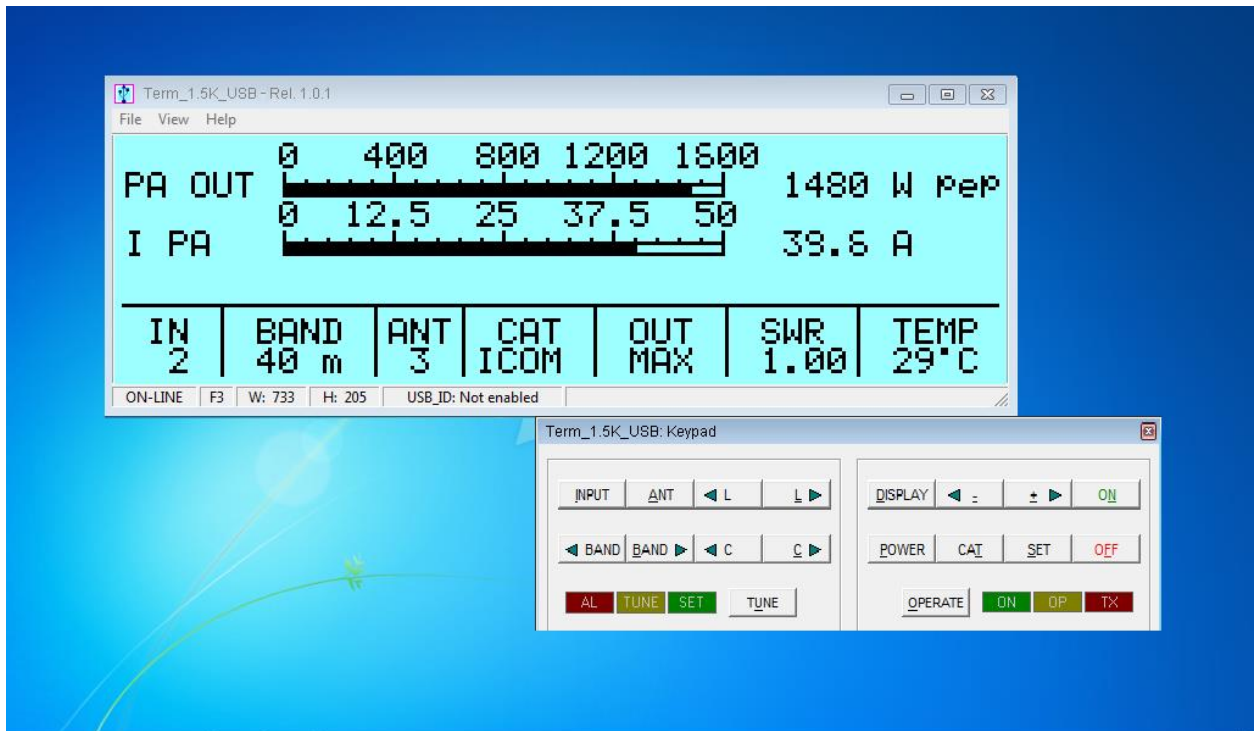 Term_1.5K_USB - Rel. 1.0.1
File View Help
0 400 800 1200 1600
PA OUT 1480 W pep
0 12.5 25 37.5 50
I PA 39.6 A
IN BAND ANT CAT OUT SWR TEMP
2 40 m 3 ICOM MAX 1.00 29°C
ON-LINE F3 W: 733 H: 205 USB_ID: Not enabled
Term_1.5K_USB: Keypad
INPUT ANT ◄ L L ► DISPLAY ◄ - + ► ON
◄ BAND BAND ► ◄ C C ► POWER CAT SET OFF
AL TUNE SET TUNE OPERATE ON OP TX